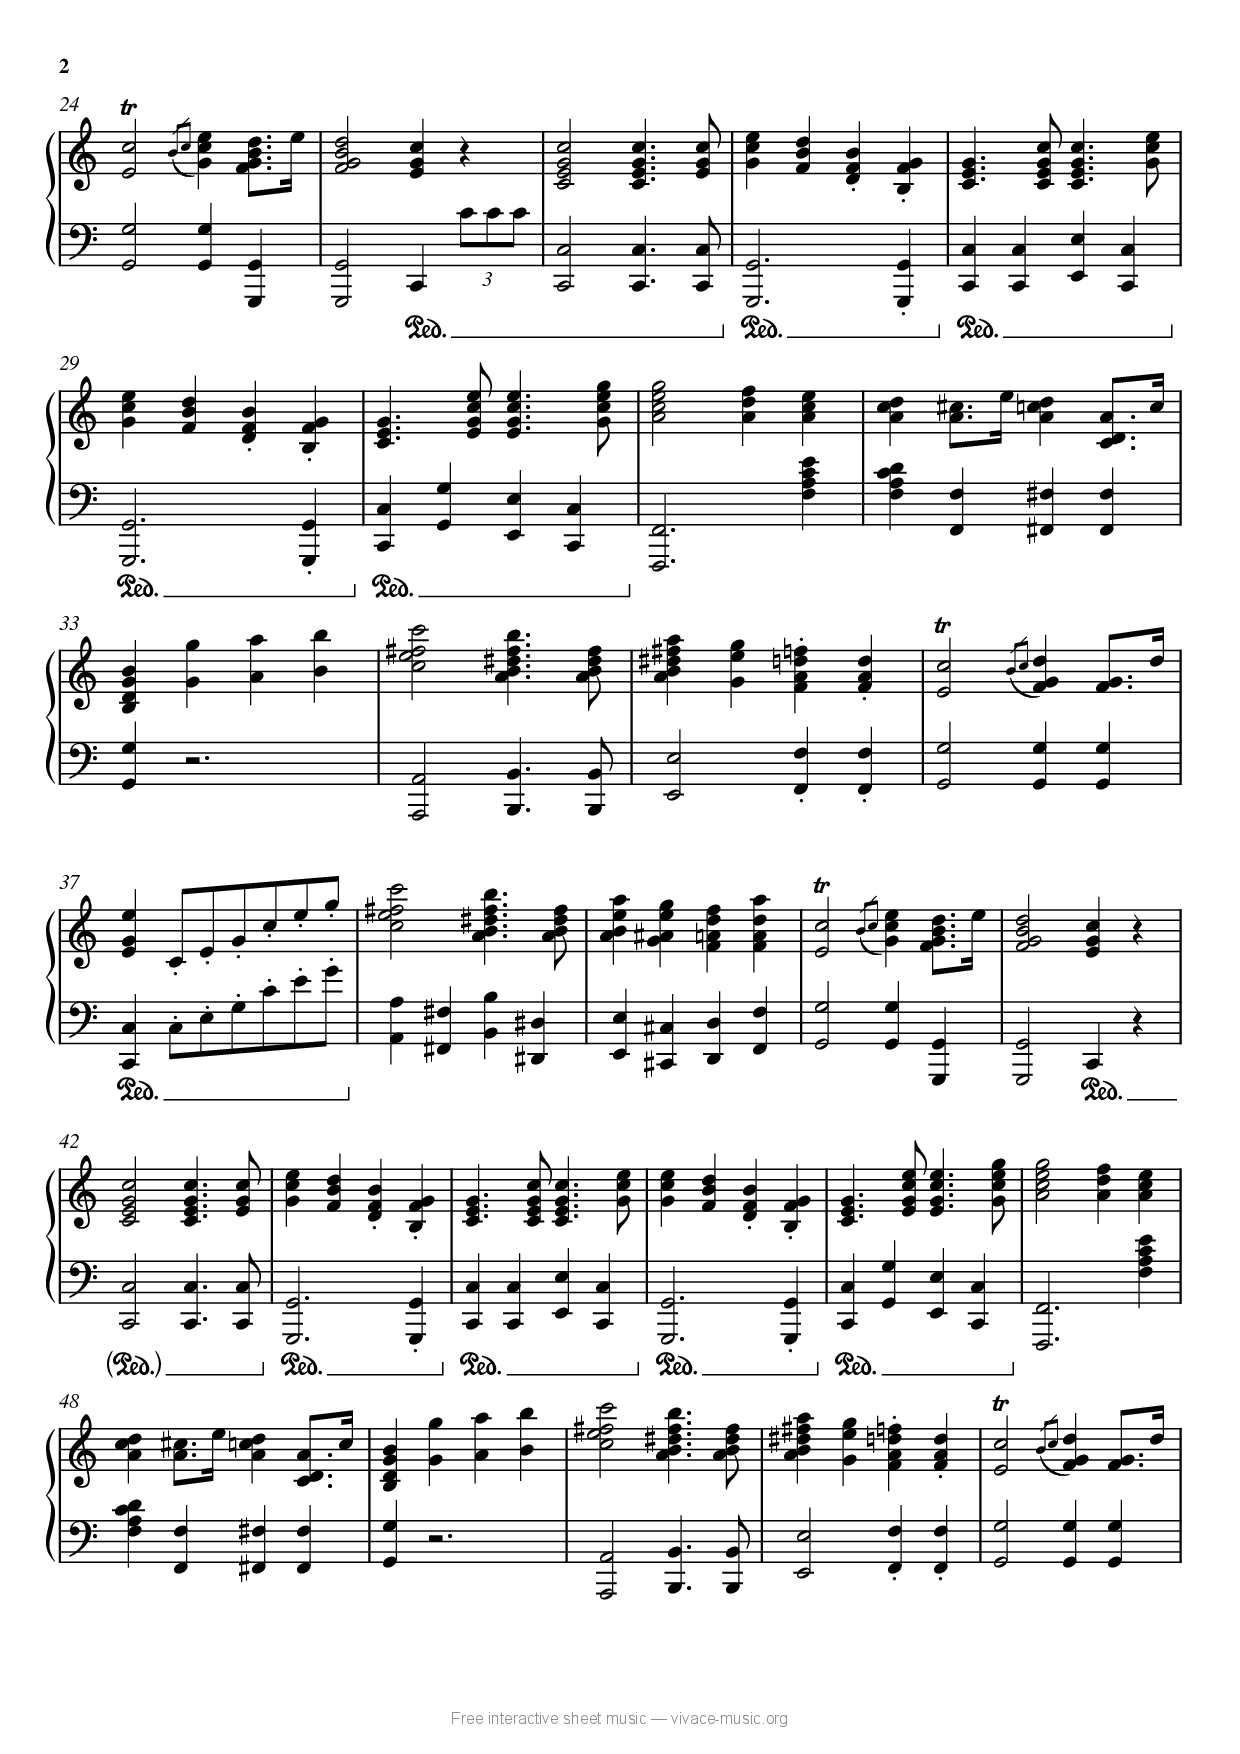 2
24 tr
3
Ped. Ped. Ped.
29
Ped. Ped.
33 tr
37 tr
Ped. Ped.
42
(Ped.) Ped. Ped. Ped. Ped.
48 tr
Free interactive sheet music — vivace-music.org